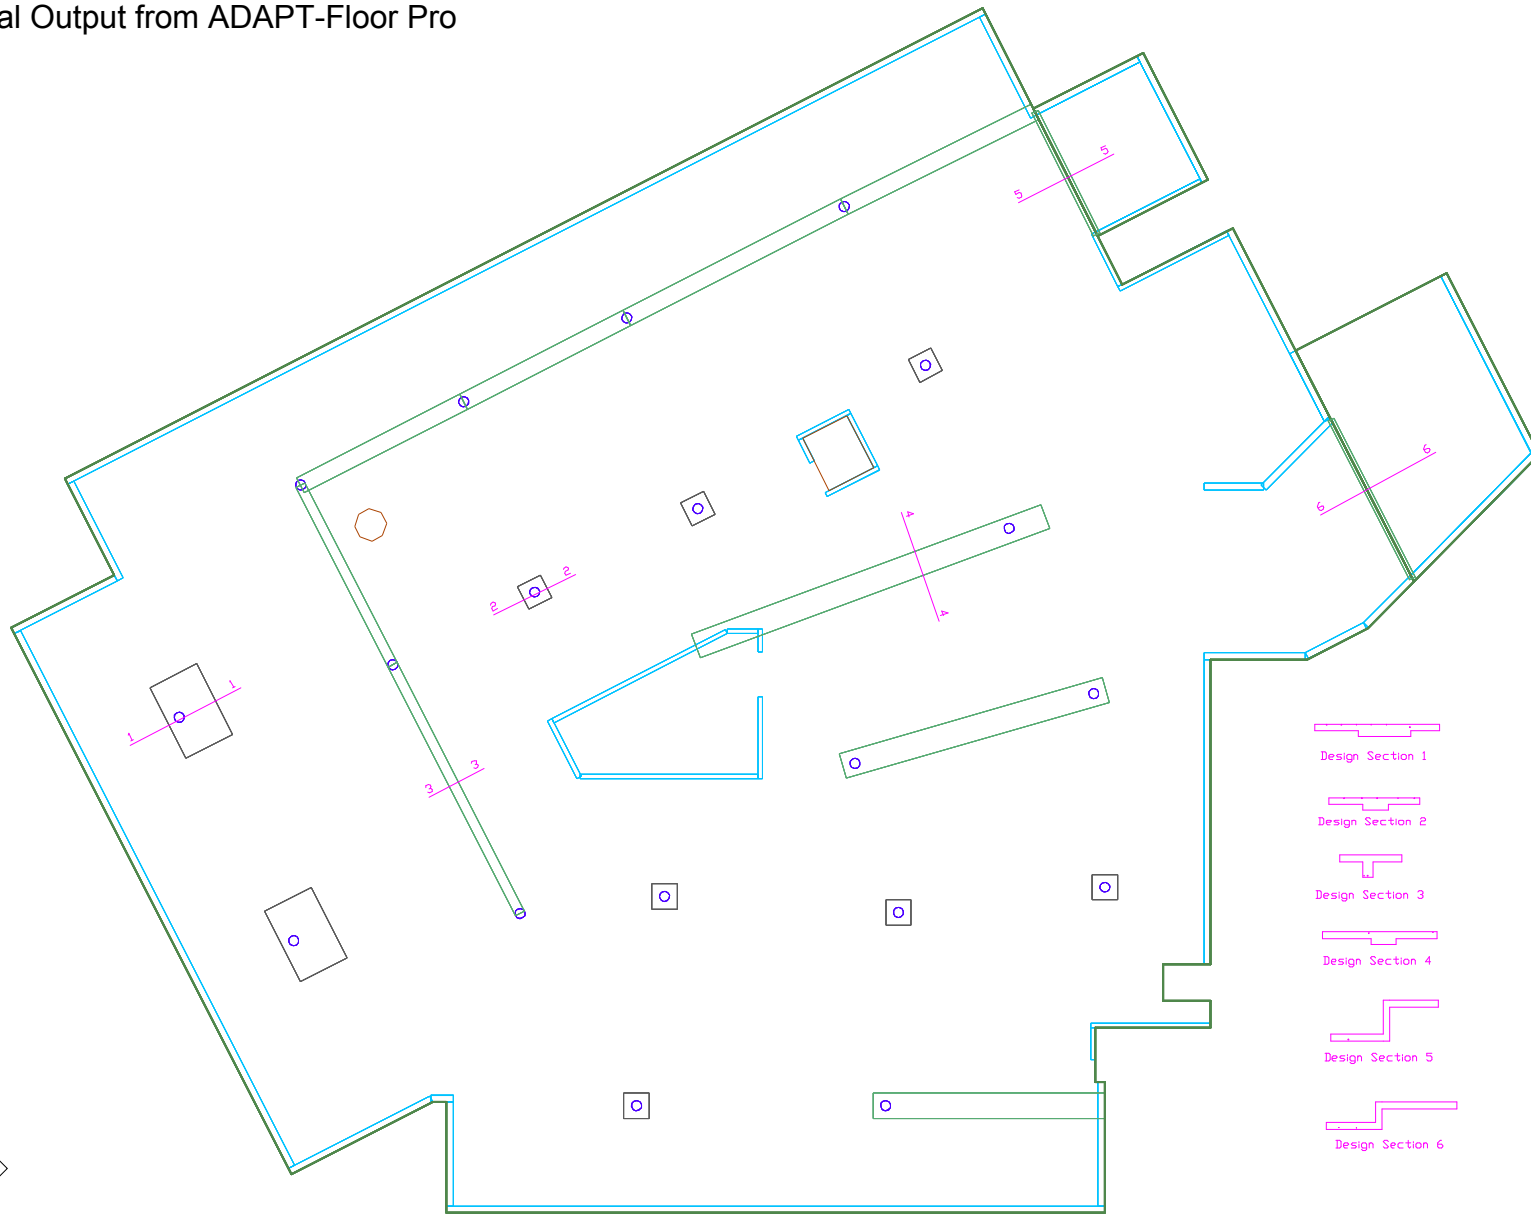 al Output from ADAPT-Floor Pro
5
5
6
6
4
4
2
2
3
3
1
1
Design Section 1
Design Section 2
Design Section 3
Design Section 4
Design Section 5
Design Section 6